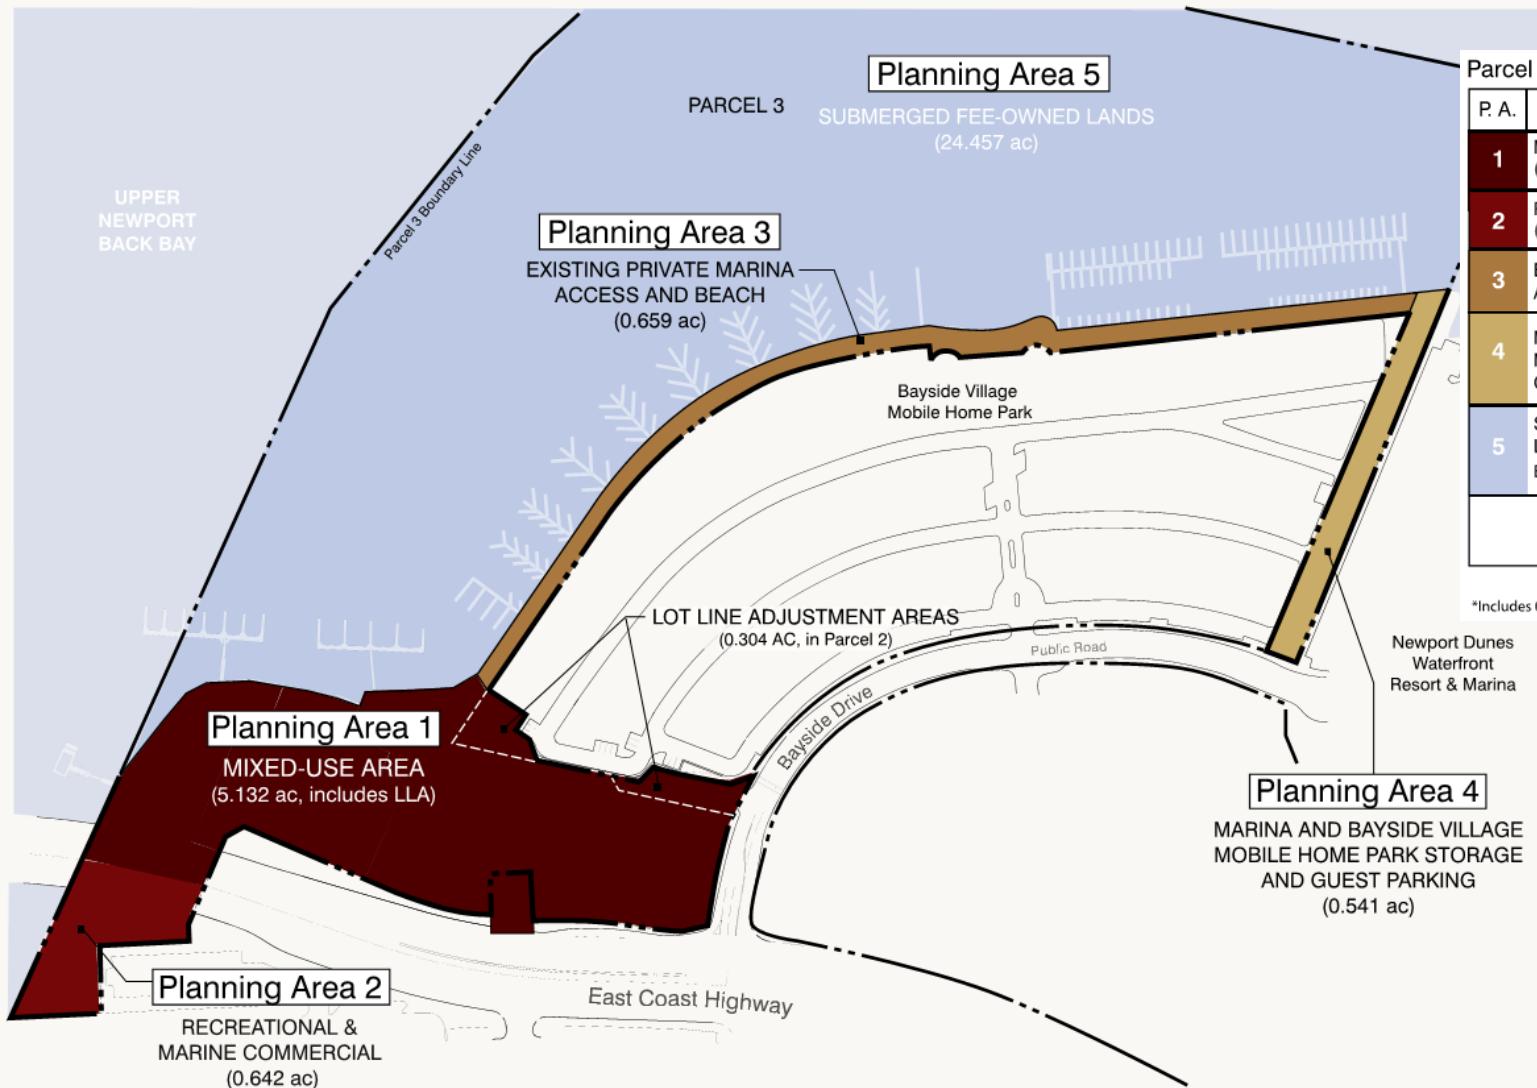 Planning Area 5
PARCEL 3
SUBMERGED FEE-OWNED LANDS
(24.457 ac)
Parcel
P. A.
1
2
3
4
5
*Includes
UPPER
NEWPORT
BACK BAY
Parcel 3 Boundary Line
Planning Area 3
EXISTING PRIVATE MARINA
ACCESS AND BEACH
(0.659 ac)
Bayside Village
Mobile Home Park
LOT LINE ADJUSTMENT AREAS
(0.304 AC, in Parcel 2)
Public Road
Bayside Drive
Newport Dunes
Waterfront
Resort & Marina
Planning Area 1
MIXED-USE AREA
(5.132 ac, includes LLA)
Planning Area 4
MARINA AND BAYSIDE VILLAGE
MOBILE HOME PARK STORAGE
AND GUEST PARKING
(0.541 ac)
Planning Area 2
RECREATIONAL &
MARINE COMMERCIAL
(0.642 ac)
East Coast Highway